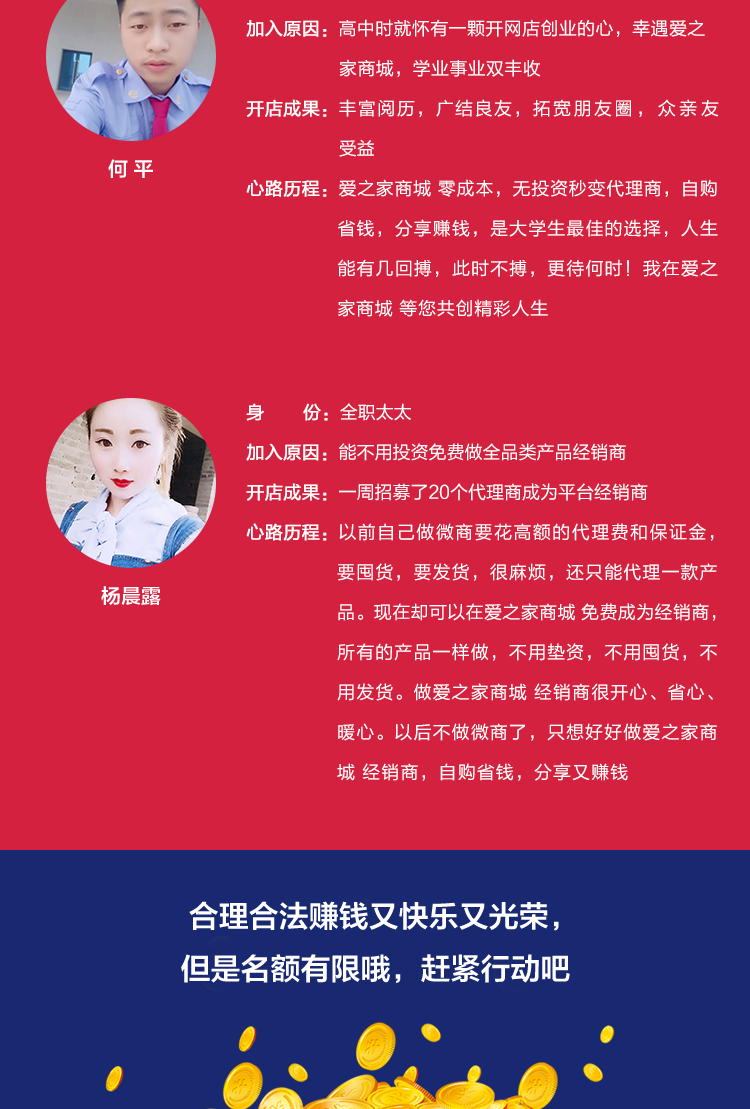 加入原因：高中时就怀有一颗开网店创业的心，幸遇爱之
家商城，学业事业双丰收
开店成果：丰富阅历，广结良友，拓宽朋友圈，众亲友
受益
何 平
心路历程：爱之家商城 零成本，无投资秒变代理商，自购
省钱，分享赚钱，是大学生最佳的选择，人生
能有几回搏，此时不搏，更待何时！我在爱之
家商城 等您共创精彩人生
身 份：全职太太
加入原因：能不用投资免费做全品类产品经销商
开店成果：一周招募了20个代理商成为平台经销商
心路历程：以前自己做微商要花高额的代理费和保证金，
要囤货，要发货，很麻烦，还只能代理一款产
杨晨露
品。现在却可以在爱之家商城 免费成为经销商，
所有的产品一样做，不用垫资，不用囤货，不
用发货。做爱之家商城 经销商很开心、省心、
暖心。以后不做微商了，只想好好做爱之家商
城 经销商，自购省钱，分享又赚钱
合理合法赚钱又快乐又光荣，
但是名额有限哦，赶紧行动吧